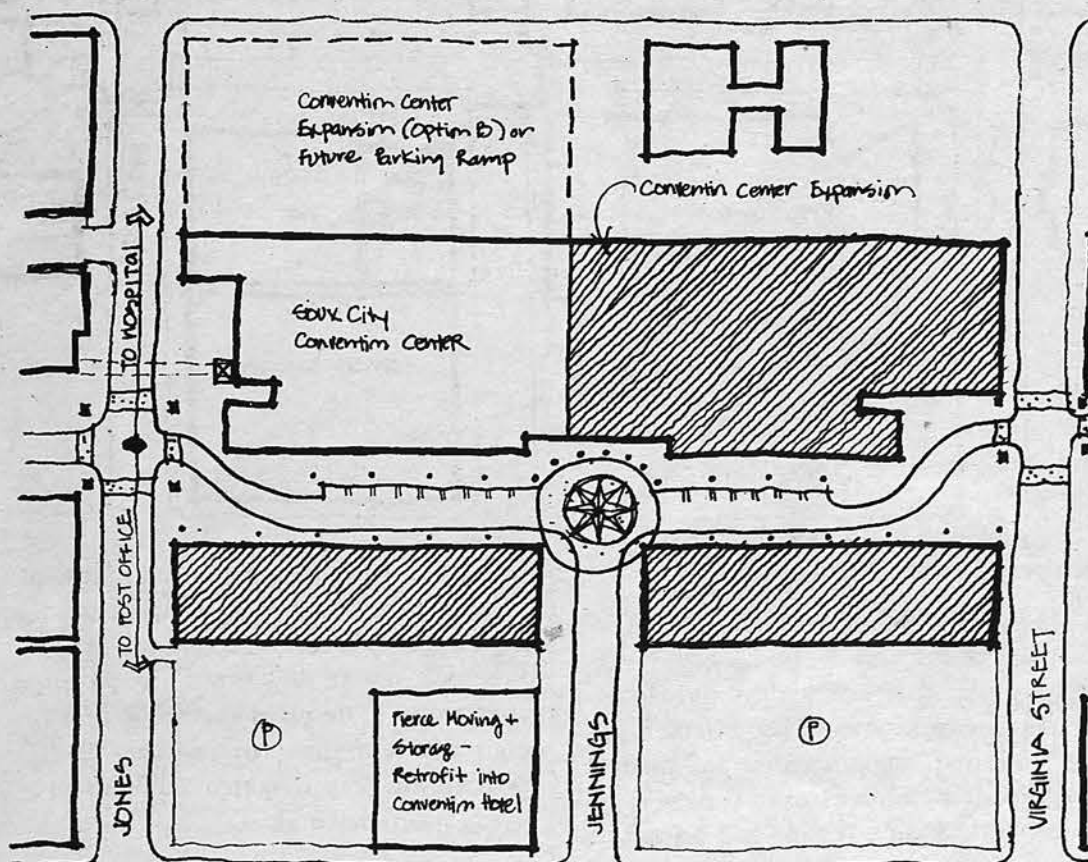 Convention Center
Expansion (Option B) or
Future Parking Ramp
Convention Center Expansion
TO HOSPITAL
Sioux City
Convention Center
TO POST OFFICE
P
Pierce Moving +
Storage -
Retrofit into
Convention Hotel
P
JONES
JENNINGS
VIRGINIA STREET